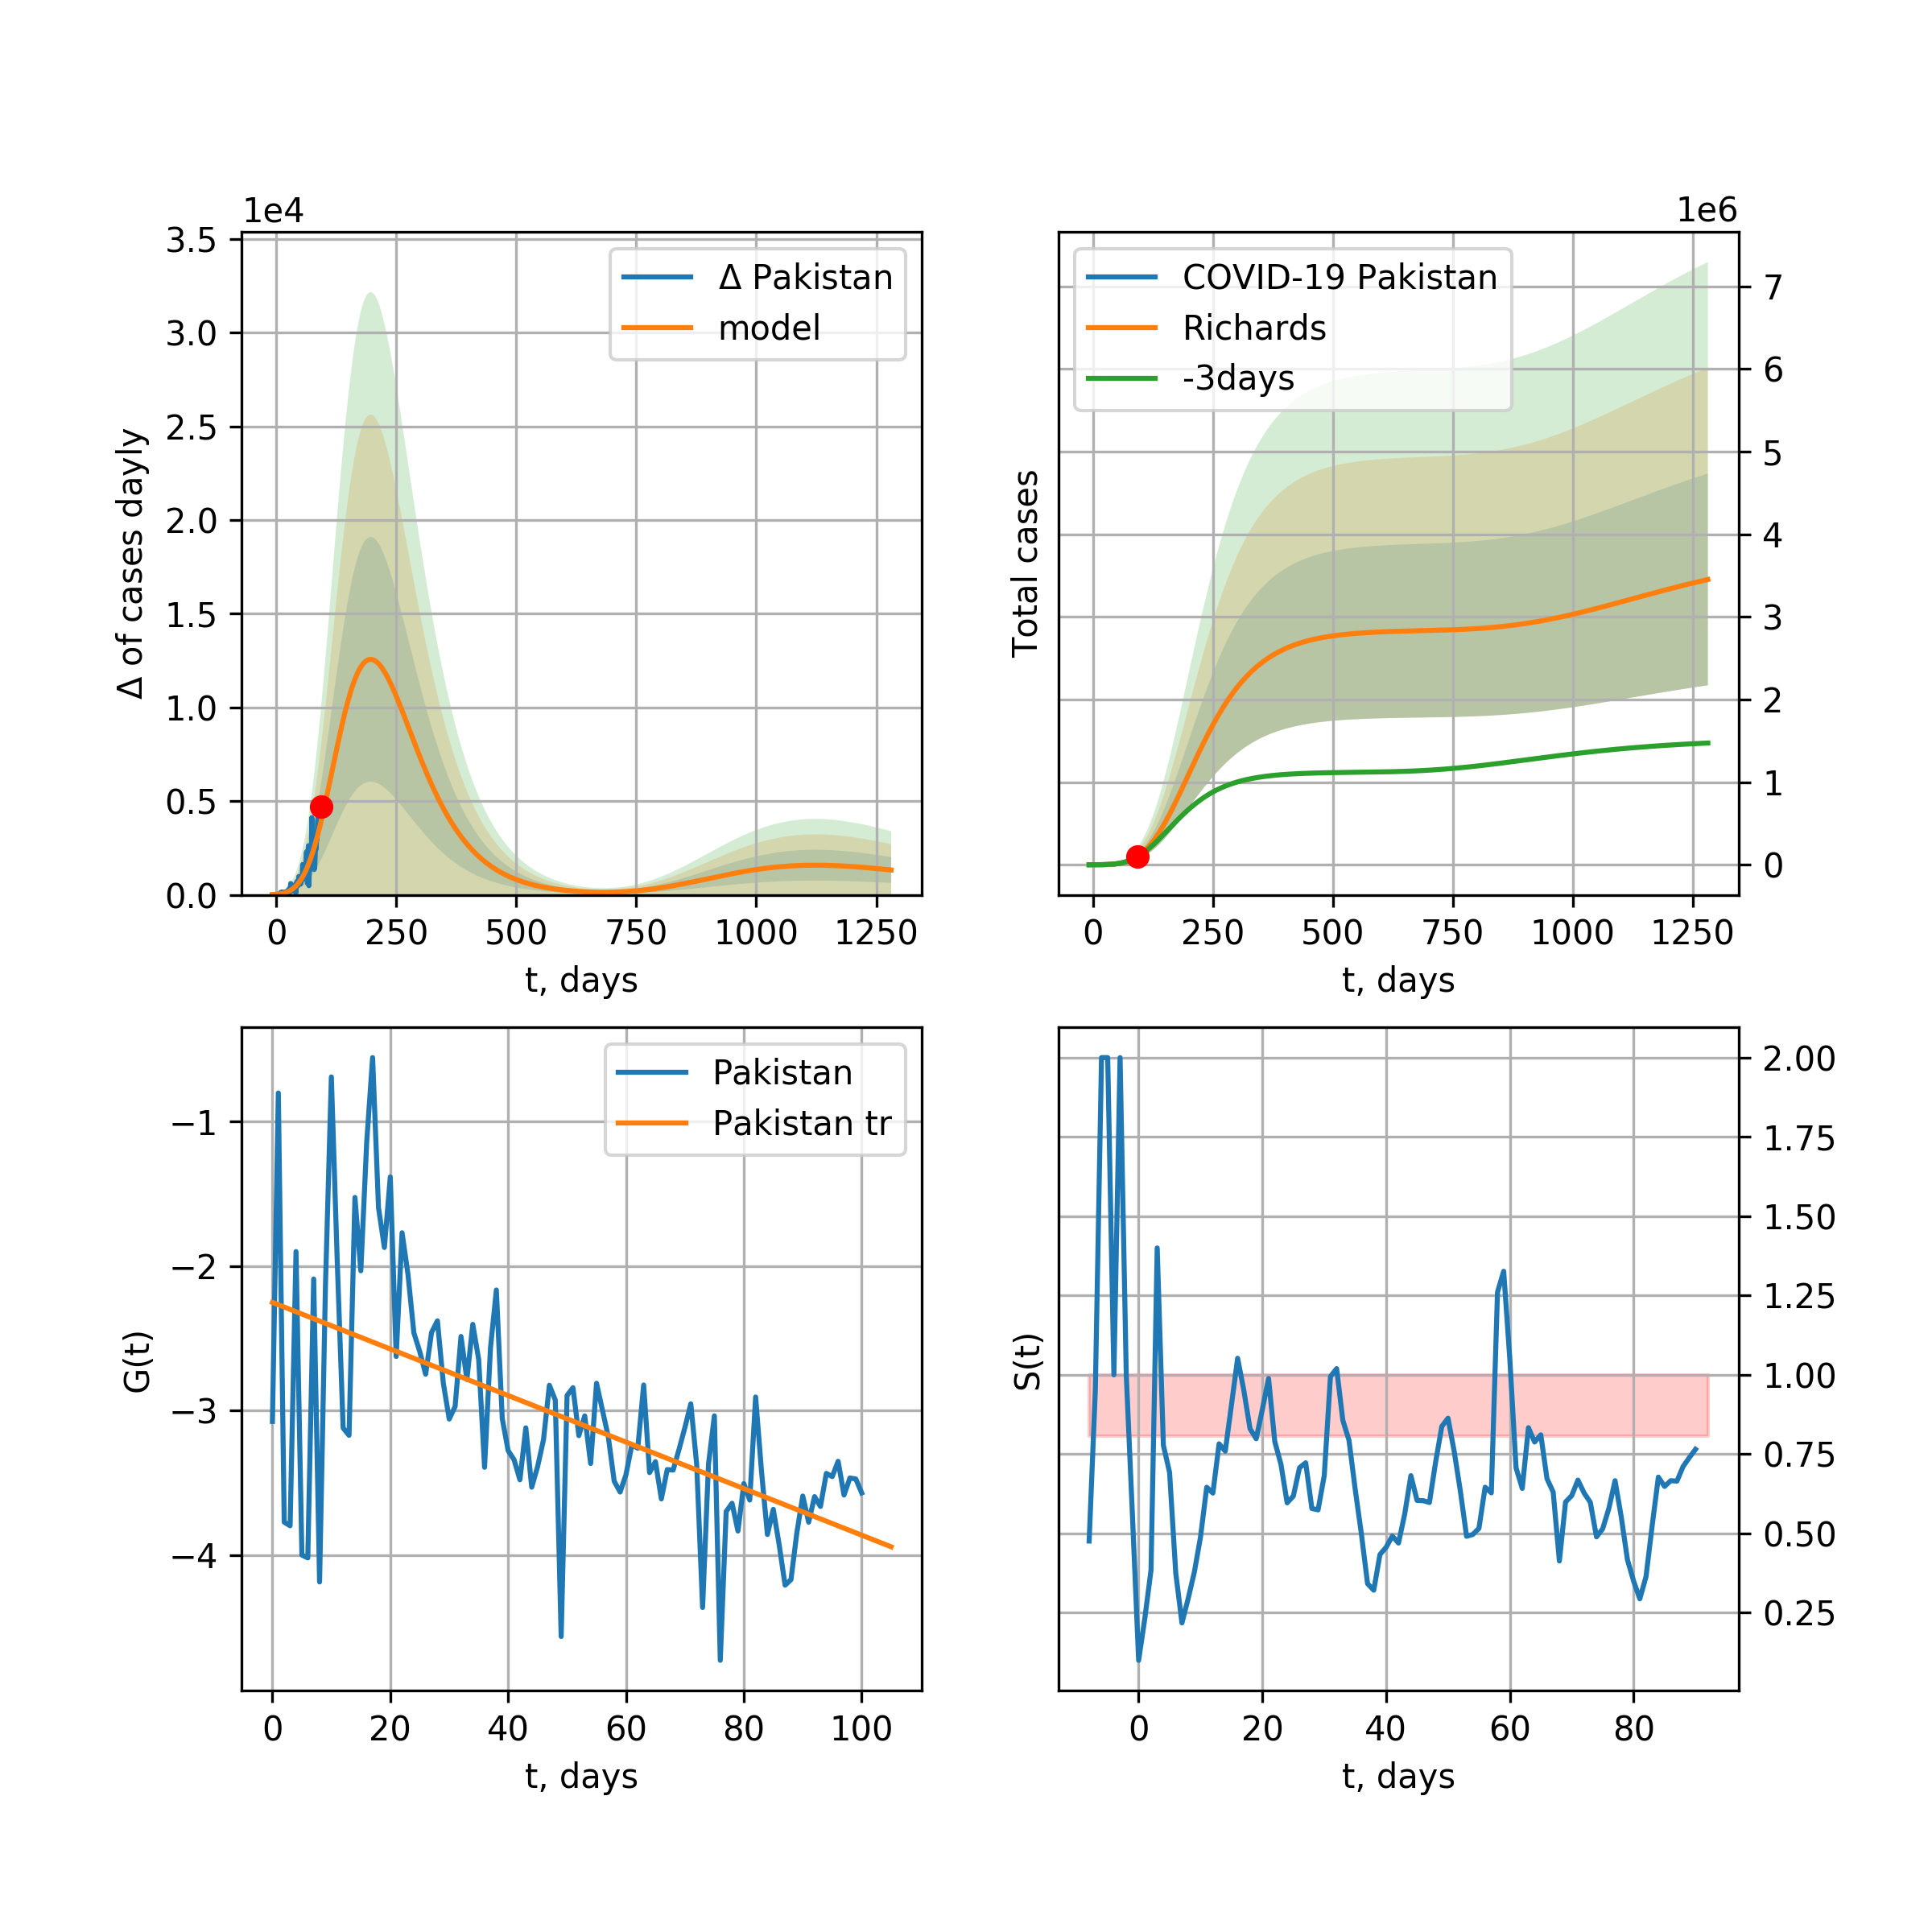 1e4
3.5
3.0
2.5
2.0
1.5
1.0
0.5
0.0
Δ of cases dayly
Δ Pakistan
model
0 250 500 750 1000 1250
t, days
1e6
COVID-19 Pakistan
Richards
-3days
Total cases
7
6
5
4
3
2
1
0
0 250 500 750 1000 1250
t, days
Pakistan
Pakistan tr
G(t)
−1
−2
−3
−4
0 20 40 60 80 100
t, days
S(t)
2.00
1.75
1.50
1.25
1.00
0.75
0.50
0.25
0 20 40 60 80
t, days